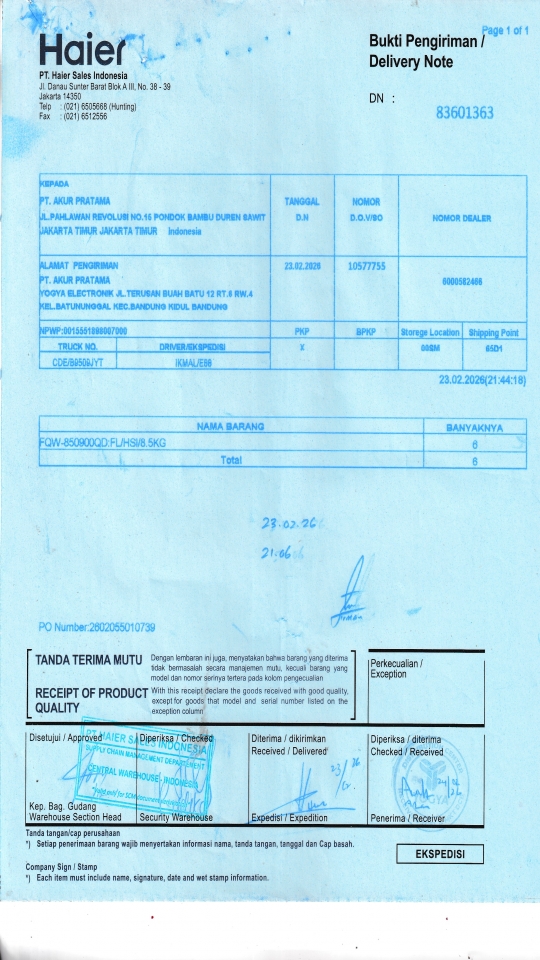 Page 1 of 1
Haier
PT. Haier Sales Indonesia
Jl. Danau Sunter Barat Blok A III, No. 38 - 39
Jakarta 14350
Telp : (021) 6505668 (Hunting)
Fax : (021) 6512556
Bukti Pengiriman /
Delivery Note
DN :
83601363
KEPADA
PT. AKUR PRATAMA
JL.PAHLAWAN REVOLUSI NO.15 PONDOK BAMBU DUREN SAWIT
JAKARTA TIMUR JAKARTA TIMUR Indonesia
TANGGAL
D.N
NOMOR
D.O.V/SO
NOMOR DEALER
ALAMAT PENGIRIMAN
PT. AKUR PRATAMA
YOGYA ELECTRONIK JL.TERUSAN BUAH BATU 12 RT.6 RW.4
KEL.BATUNUNGGAL KEC.BANDUNG KIDUL BANDUNG
23.02.2026
10577755
6000582466
NPWP:0015551898007000
PKP
BPKP
Storege Location
Shipping Point
TRUCK NO.
DRIVER/EKSPEDISI
X
65D1
CDE/B9509JYT
23.02.2026(21:44:18)
NAMA BARANG
BANYAKNYA
FQW-850900QD:FL/HSI/8.5KG
6
Total
6
23.02.26
21.06
PO Number:2602055010739
TANDA TERIMA MUTU
Dengan lembaran ini juga, menyatakan bahwa barang yang diterima
tidak bermasalah secara manajemen mutu, kecuali barang yang
model dan nomor serinya tertera pada kolom pengecualian
RECEIPT OF PRODUCT
QUALITY
With this receipt declare the goods received with good quality,
except for goods that model and serial number listed on the
exception column
Perkecualian /
Exception
Disetujui / Approved
Diperiksa / Checked
Diterima / dikirimkan
Received / Delivered
Diperiksa / diterima
Checked / Received
PT HAIER SALES INDONESIA
SUPPLY CHAIN MANAGEMENT DEPARTEMENT
CENTRAL WAREHOUSE - INDONESIA
Kep. Bag. Gudang
Warehouse Section Head
Security Warehouse
Expedisi / Expedition
Penerima / Receiver
Tanda tangan/cap perusahaan
*) Setiap penerimaan barang wajib menyertakan informasi nama, tanda tangan, tanggal dan Cap basah.
EKSPEDISI
Company Sign / Stamp
*) Each item must include name, signature, date and wet stamp information.